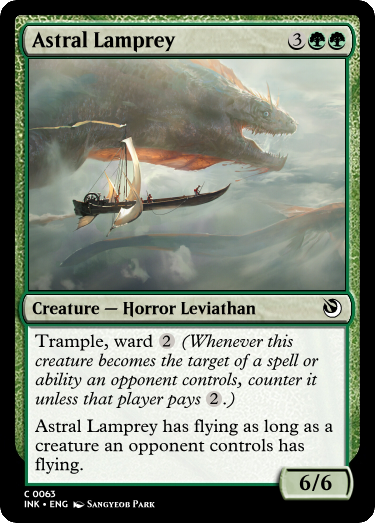 Astral Lamprey 3
Creature — Horror Leviathan
Trample, ward 2 (Whenever this
creature becomes the target of a spell or
ability an opponent controls, counter it
unless that player pays 2.)
Astral Lamprey has flying as long as a
creature an opponent controls has
flying.
6/6
C 0063
INK • ENG Sangyeob Park